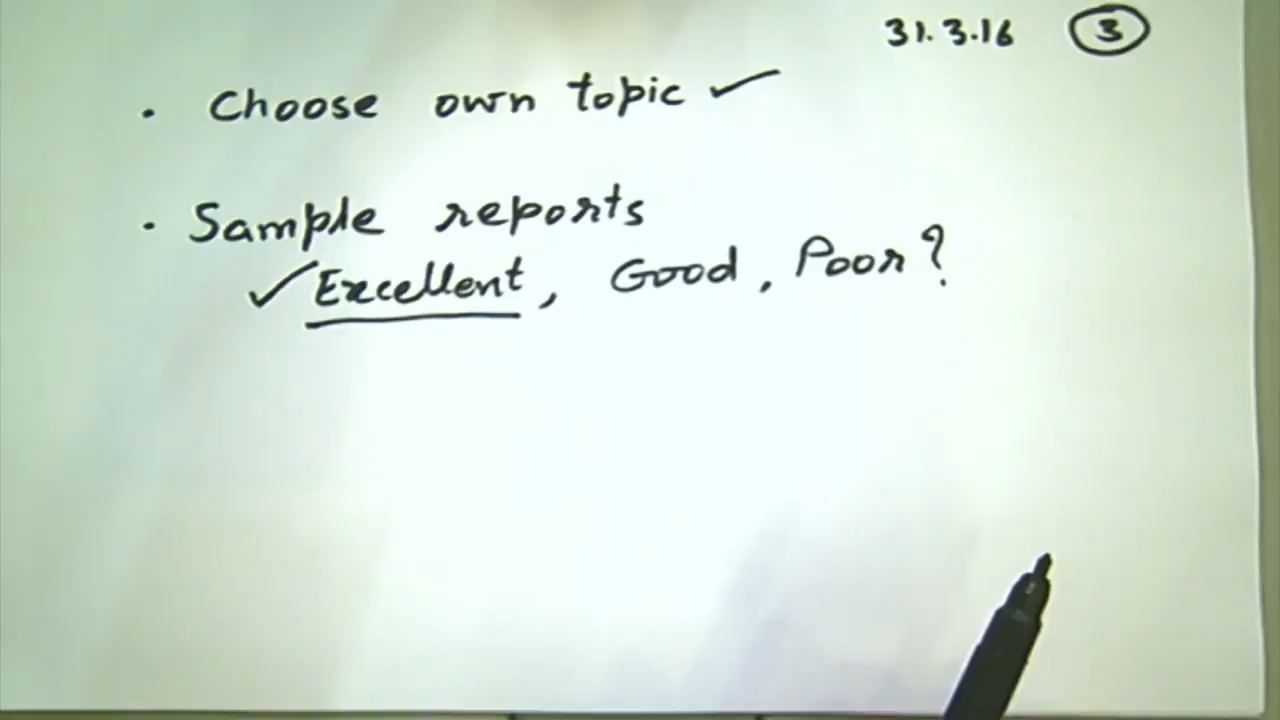 31.3.16 3
• Choose own topic ✓
• Sample reports
✓ Excellent, Good, Poor?